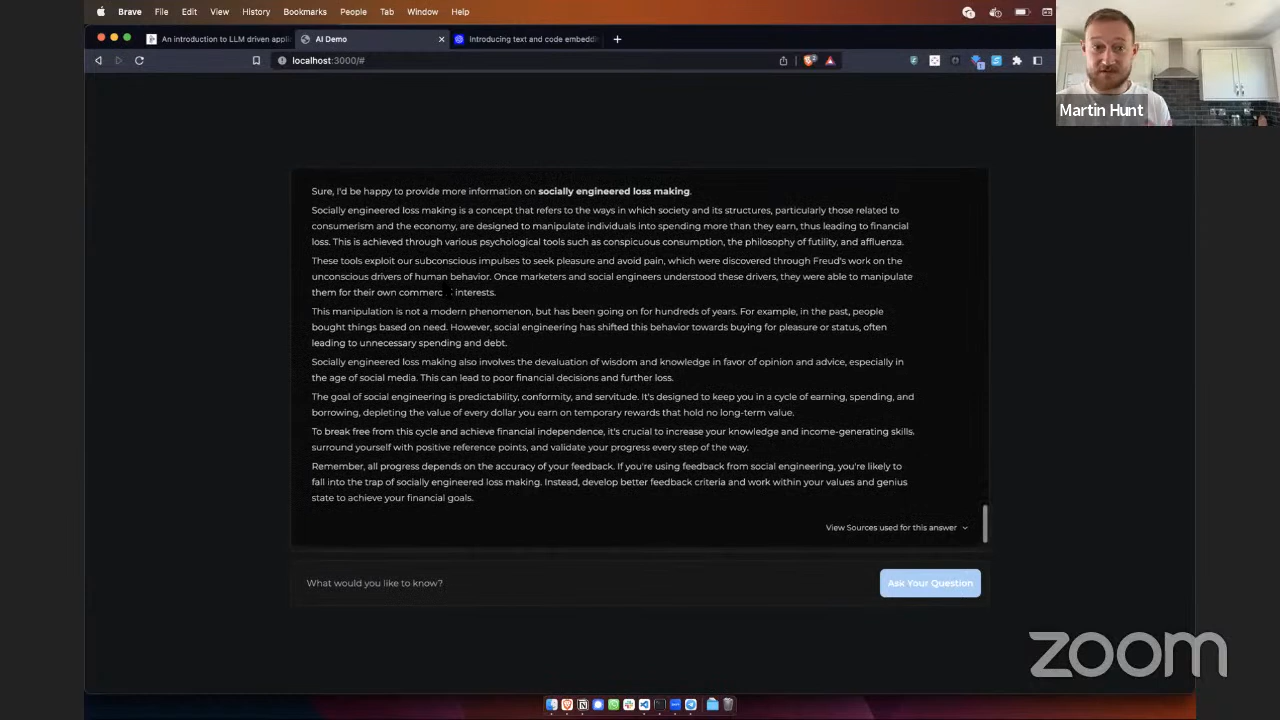 Brave File Edit View History Bookmarks People Tab Window Help
An introduction to LLM driven appli
AI Demo
Introducing text and code embeddin
localhost:3000/#
Martin Hunt
Sure, I'd be happy to provide more information on socially engineered loss making.
Socially engineered loss making is a concept that refers to the ways in which society and its structures, particularly those related to
consumerism and the economy, are designed to manipulate individuals into spending more than they earn, thus leading to financial
loss. This is achieved through various psychological tools such as conspicuous consumption, the philosophy of futility, and affluenza.
These tools exploit our subconscious impulses to seek pleasure and avoid pain, which were discovered through Freud's work on the
unconscious drivers of human behavior. Once marketers and social engineers understood these drivers, they were able to manipulate
them for their own commerc interests.
This manipulation is not a modern phenomenon, but has been going on for hundreds of years. For example, in the past, people
bought things based on need. However, social engineering has shifted this behavior towards buying for pleasure or status, often
leading to unnecessary spending and debt.
Socially engineered loss making also involves the devaluation of wisdom and knowledge in favor of opinion and advice, especially in
the age of social media. This can lead to poor financial decisions and further loss.
The goal of social engineering is predictability, conformity, and servitude. It's designed to keep you in a cycle of earning, spending, and
borrowing, depleting the value of every dollar you earn on temporary rewards that hold no long-term value.
To break free from this cycle and achieve financial independence, it's crucial to increase your knowledge and income-generating skills.
surround yourself with positive reference points, and validate your progress every step of the way.
Remember, all progress depends on the accuracy of your feedback. If you're using feedback from social engineering, you're likely to
fall into the trap of socially engineered loss making. Instead, develop better feedback criteria and work within your values and genius
state to achieve your financial goals.
View Sources used for this answer
What would you like to know?
Ask Your Question
zoom